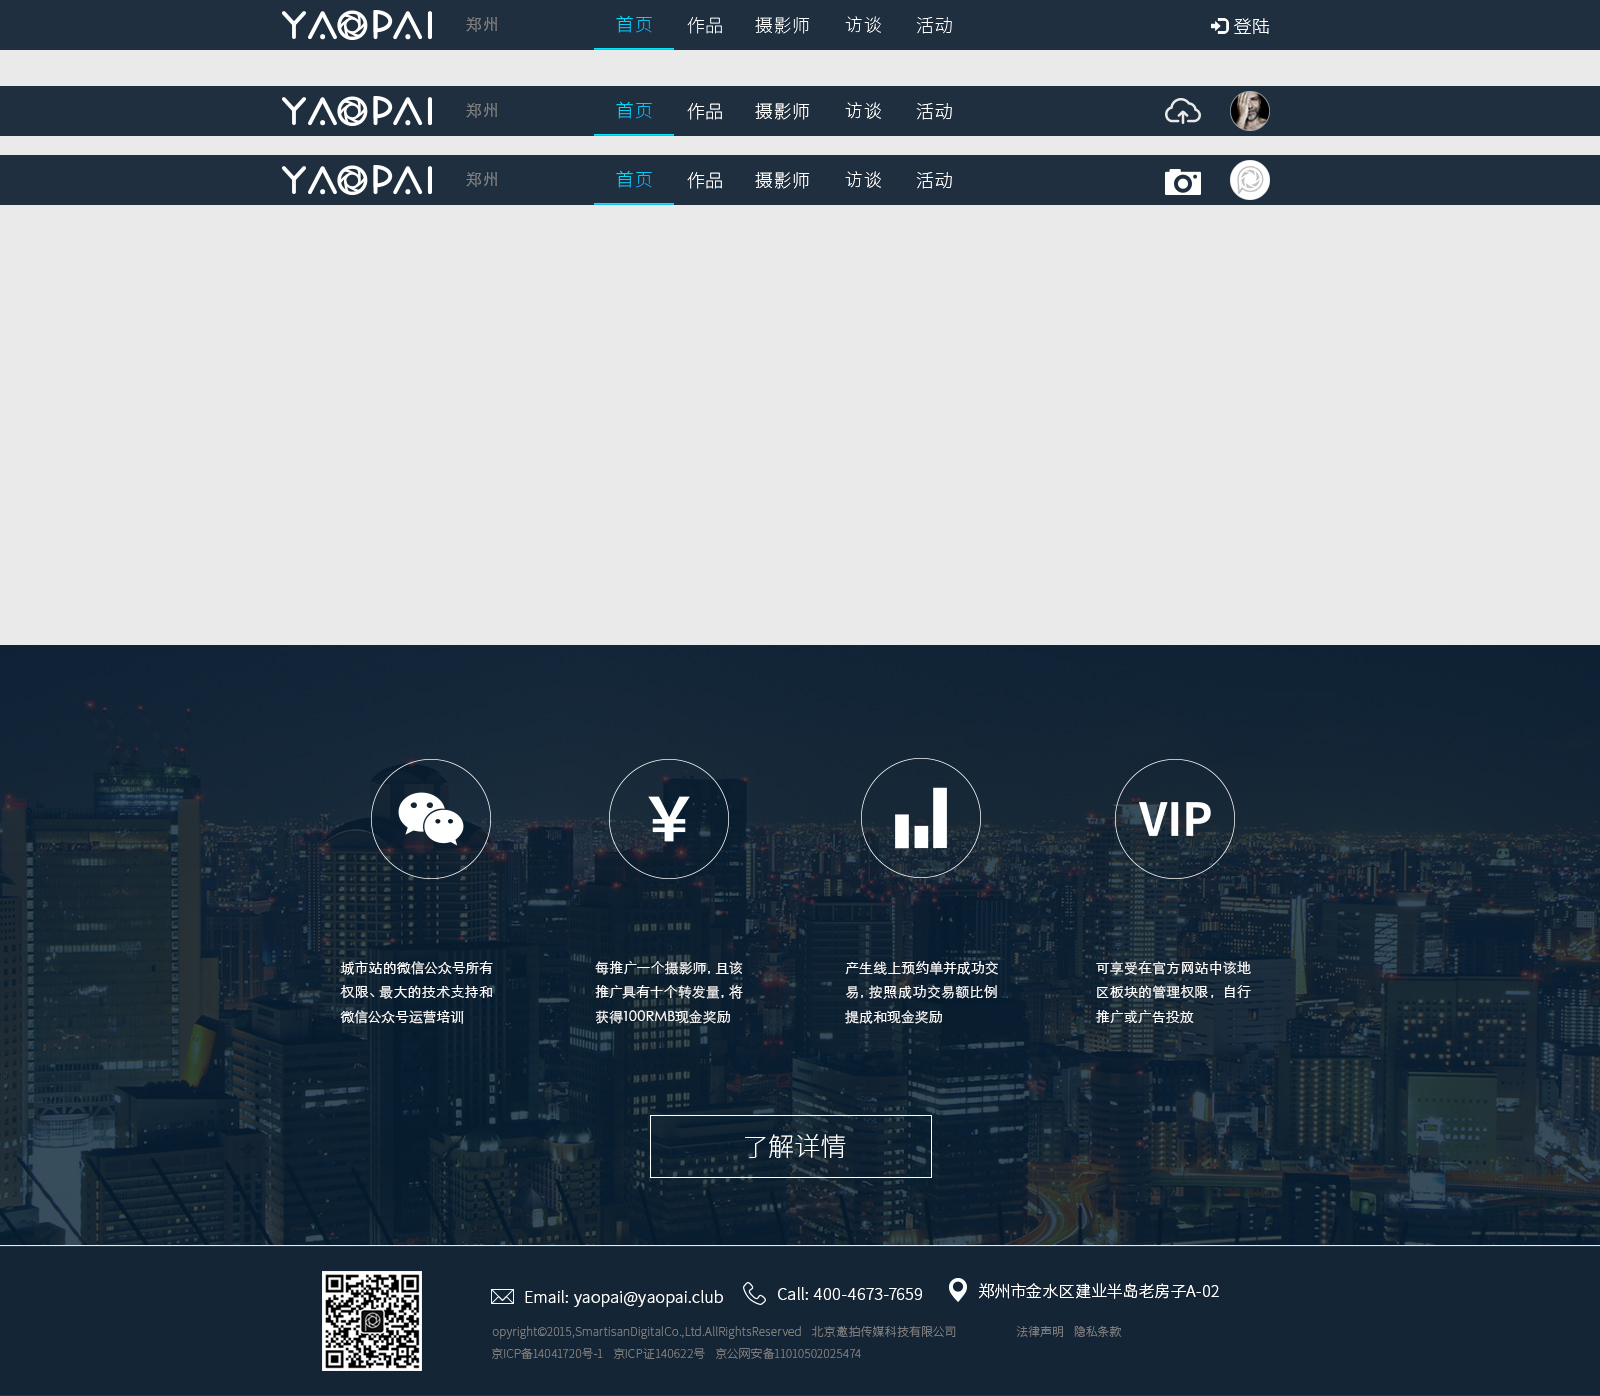 YAOPAI 郑州 首页 作品 摄影师 访谈 活动 登陆
YAOPAI 郑州 首页 作品 摄影师 访谈 活动
YAOPAI 郑州 首页 作品 摄影师 访谈 活动
¥ VIP
城市站的微信公众号所有
权限、最大的技术支持和
微信公众号运营培训
每推广一个摄影师,且该
推广具有十个转发量,将
获得100RMB现金奖励
产生线上预约单并成功交
易,按照成功交易额比例
提成和现金奖励
可享受在官方网站中该地
区板块的管理权限，自行
推广或广告投放
了解详情
Email: yaopai@yaopai.club Call: 400-4673-7659 郑州市金水区建业半岛老房子A-02
opyright©2015,SmartisanDigitalCo.,Ltd.AllRightsReserved 北京邀拍传媒科技有限公司 法律声明 隐私条款
京ICP备14041720号-1 京ICP证140622号 京公网安备11010502025474